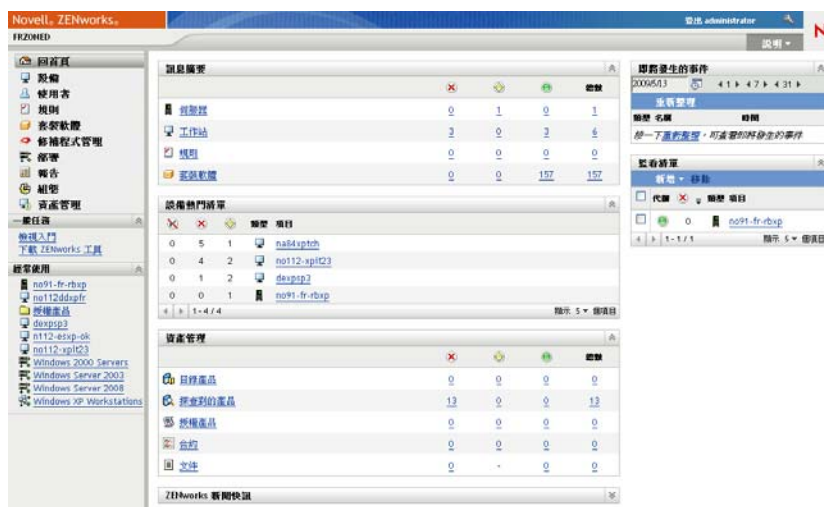 Novell® ZENworks®
登出 administrator
FRZONED
說明
回首頁
設備
使用者
規則
套裝軟體
修補程式管理
部署
報告
組態
資產管理
一般任務
檢視入門
下載 ZENworks 工具
經常使用
no91-fr-rbxp
no112ddxpfr
授權產品
dexpsp3
n112-esxp-ok
no112-xplt23
Windows 2000 Servers
Windows Server 2003
Windows Server 2008
Windows XP Workstations
訊息摘要
總數
伺服器 0 1 0 1
工作站 3 0 3 6
規則 0 0 0 0
套裝軟體 0 0 157 157
設備熱門清單
類型 項目
0 5 1 na84xptch
0 4 2 no112-xplt23
0 1 2 dexpsp3
0 0 1 no91-fr-rbxp
1-4 / 4 顯示 5 個項目
資產管理
總數
目錄產品 0 0 0 0
探查到的產品 13 0 0 13
授權產品 0 0 0 0
合約 0 0 0 0
文件 0 - 0 0
ZENworks 新聞快訊
即將發生的事件
2009/5/13 1 7 31
重新整理
類型 名稱 時間
按一下重新整理,可查看即將發生的事件
監看清單
新增 移動
代辦 類型 項目
0 no91-fr-rbxp
1-1 / 1 顯示 5 個項目